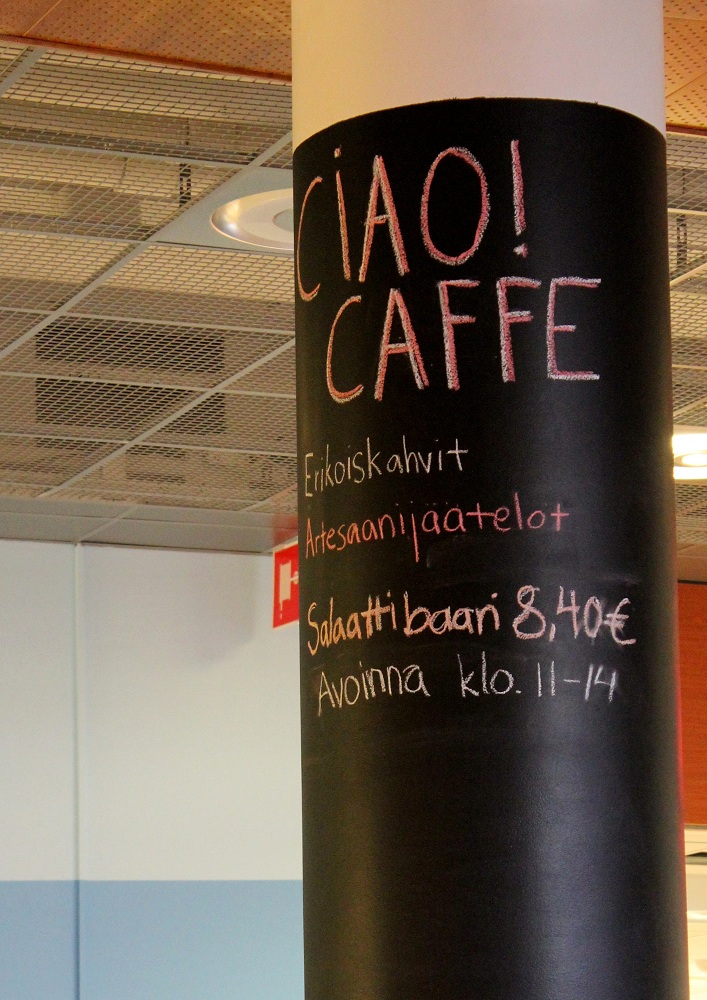 CIAO!
CAFFE
Erikoiskahvit
Artesaanijäätelot
Salaattibaari 8,40€
Avoinna klo. 11-14